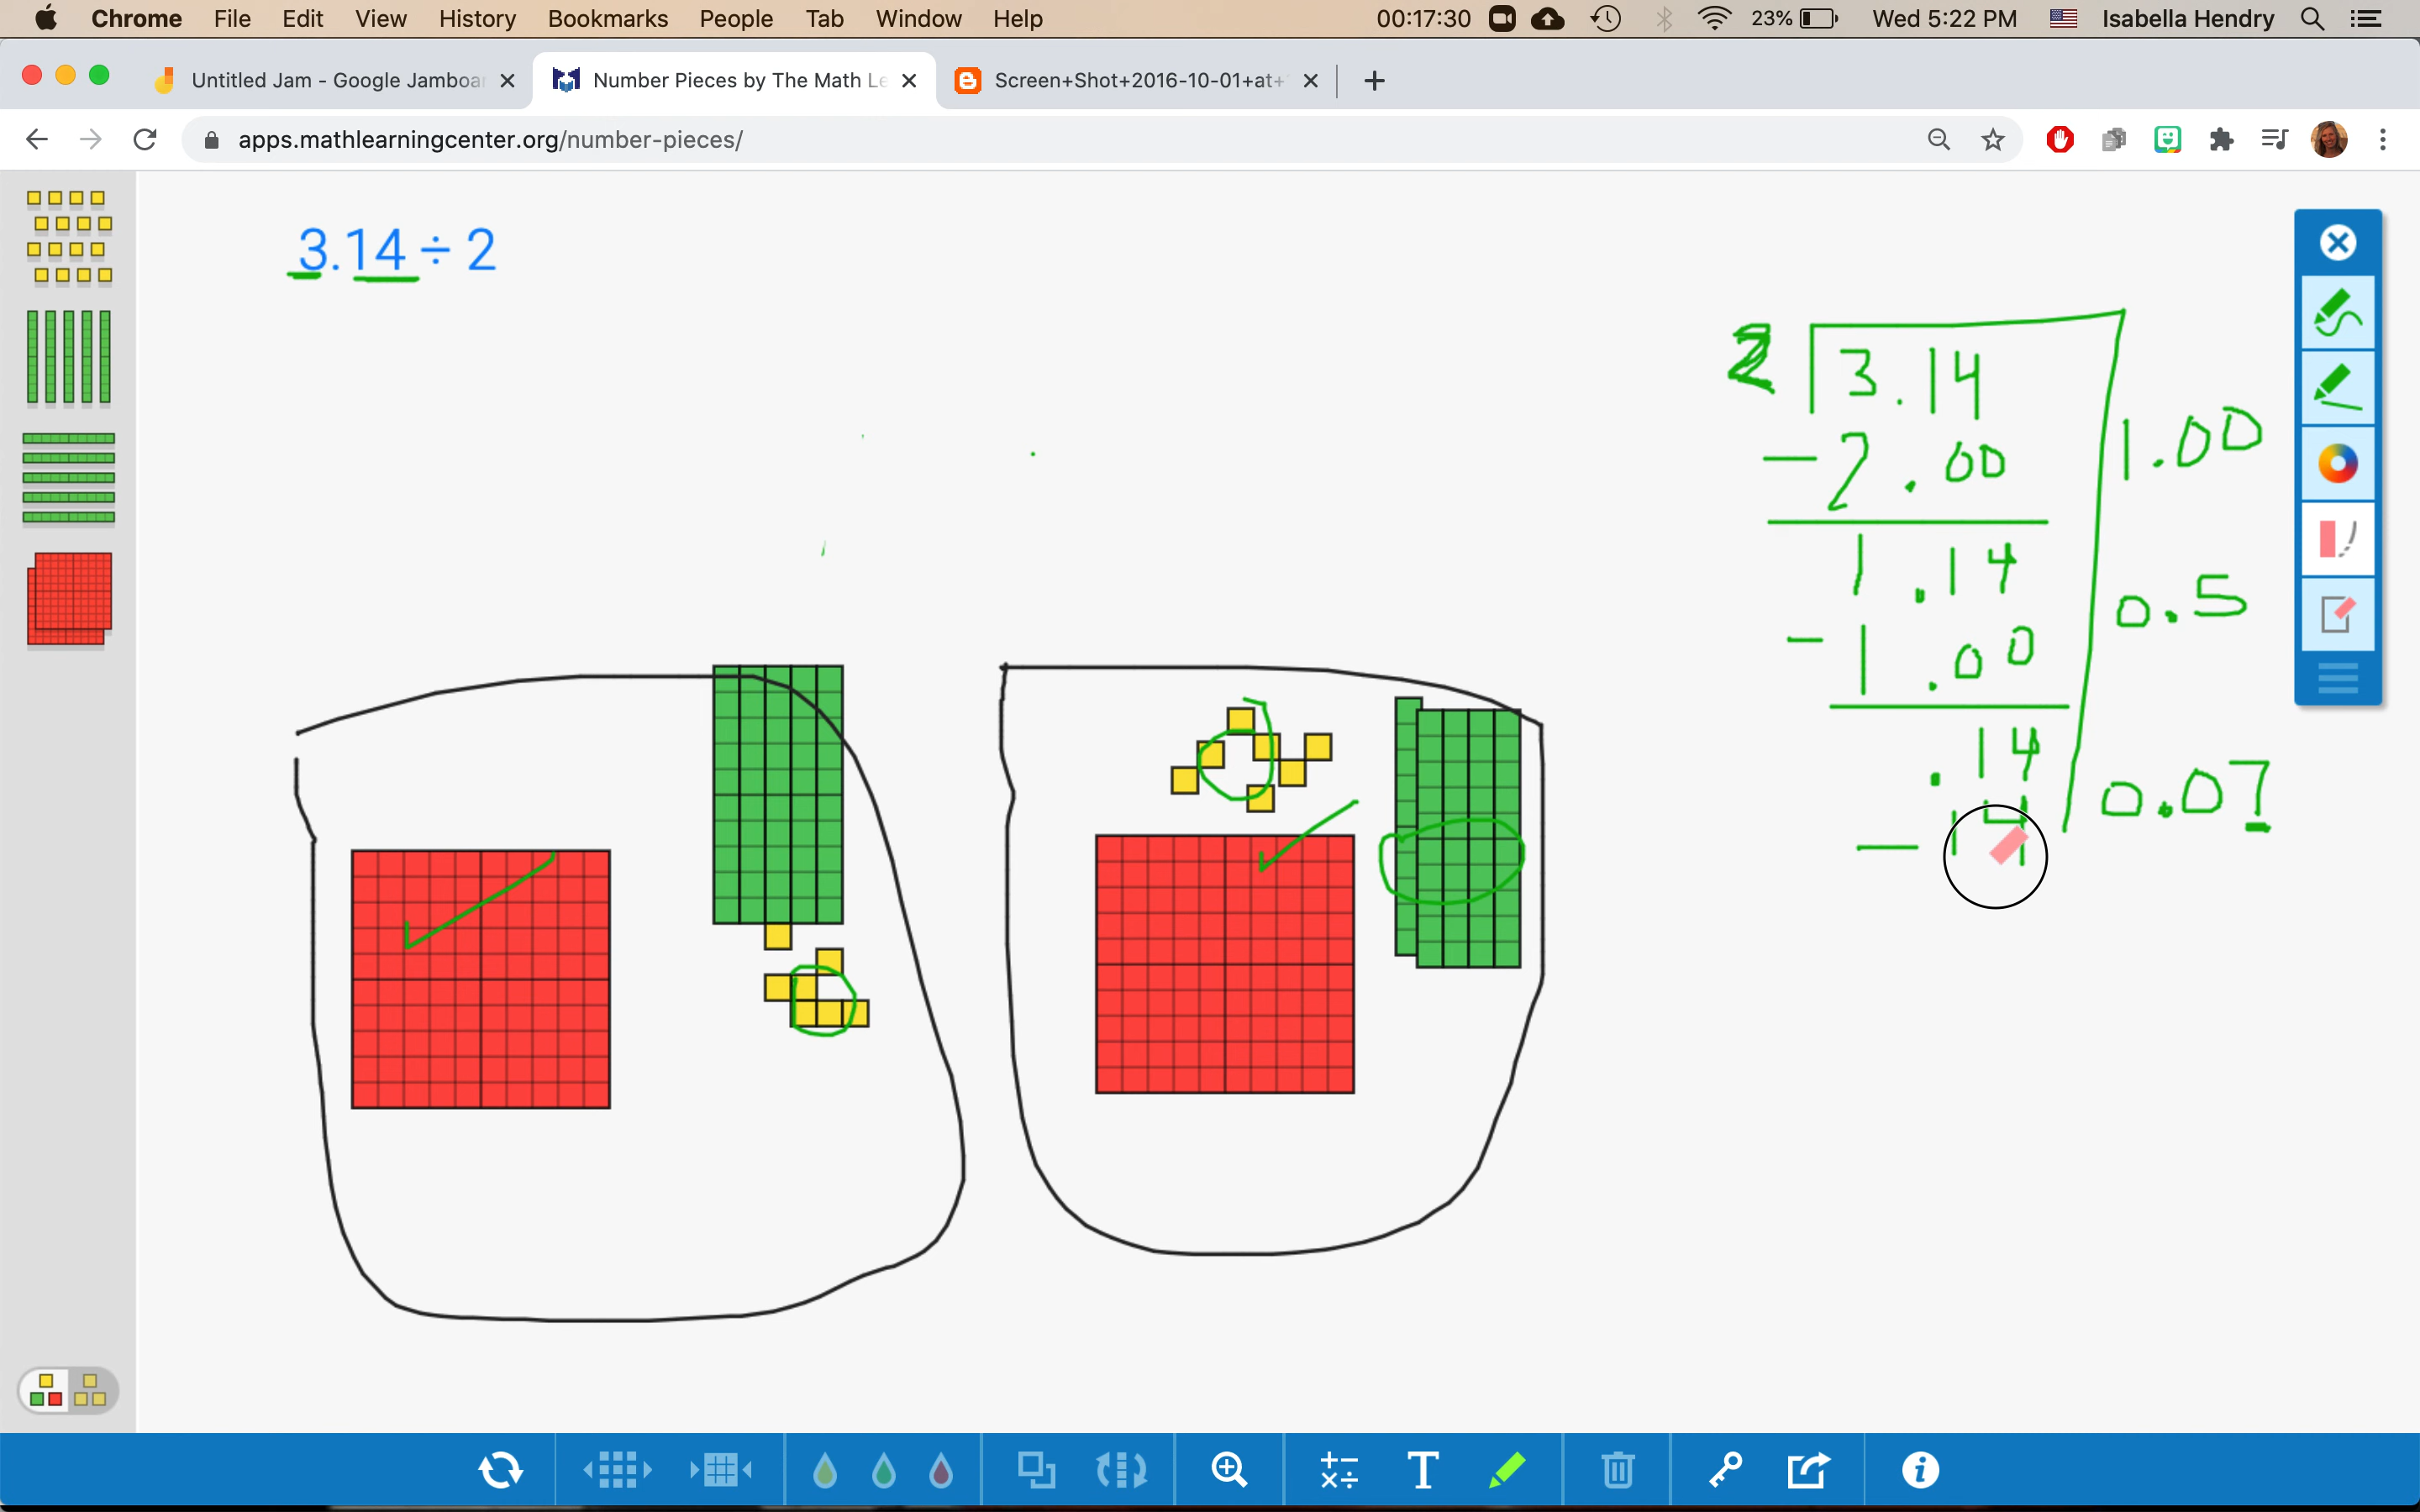 Chrome File Edit View History Bookmarks People Tab Window Help 00:17:30 23% Wed 5:22 PM Isabella Hendry
Untitled Jam - Google Jamboar Number Pieces by The Math Le Screen+Shot+2016-10-01+at+
apps.mathlearningcenter.org/number-pieces/
3.14 ÷ 2
2 3.14
- 2.00 1.00
1.14
- 1.00 0.5
.14
- 14 0.07
T